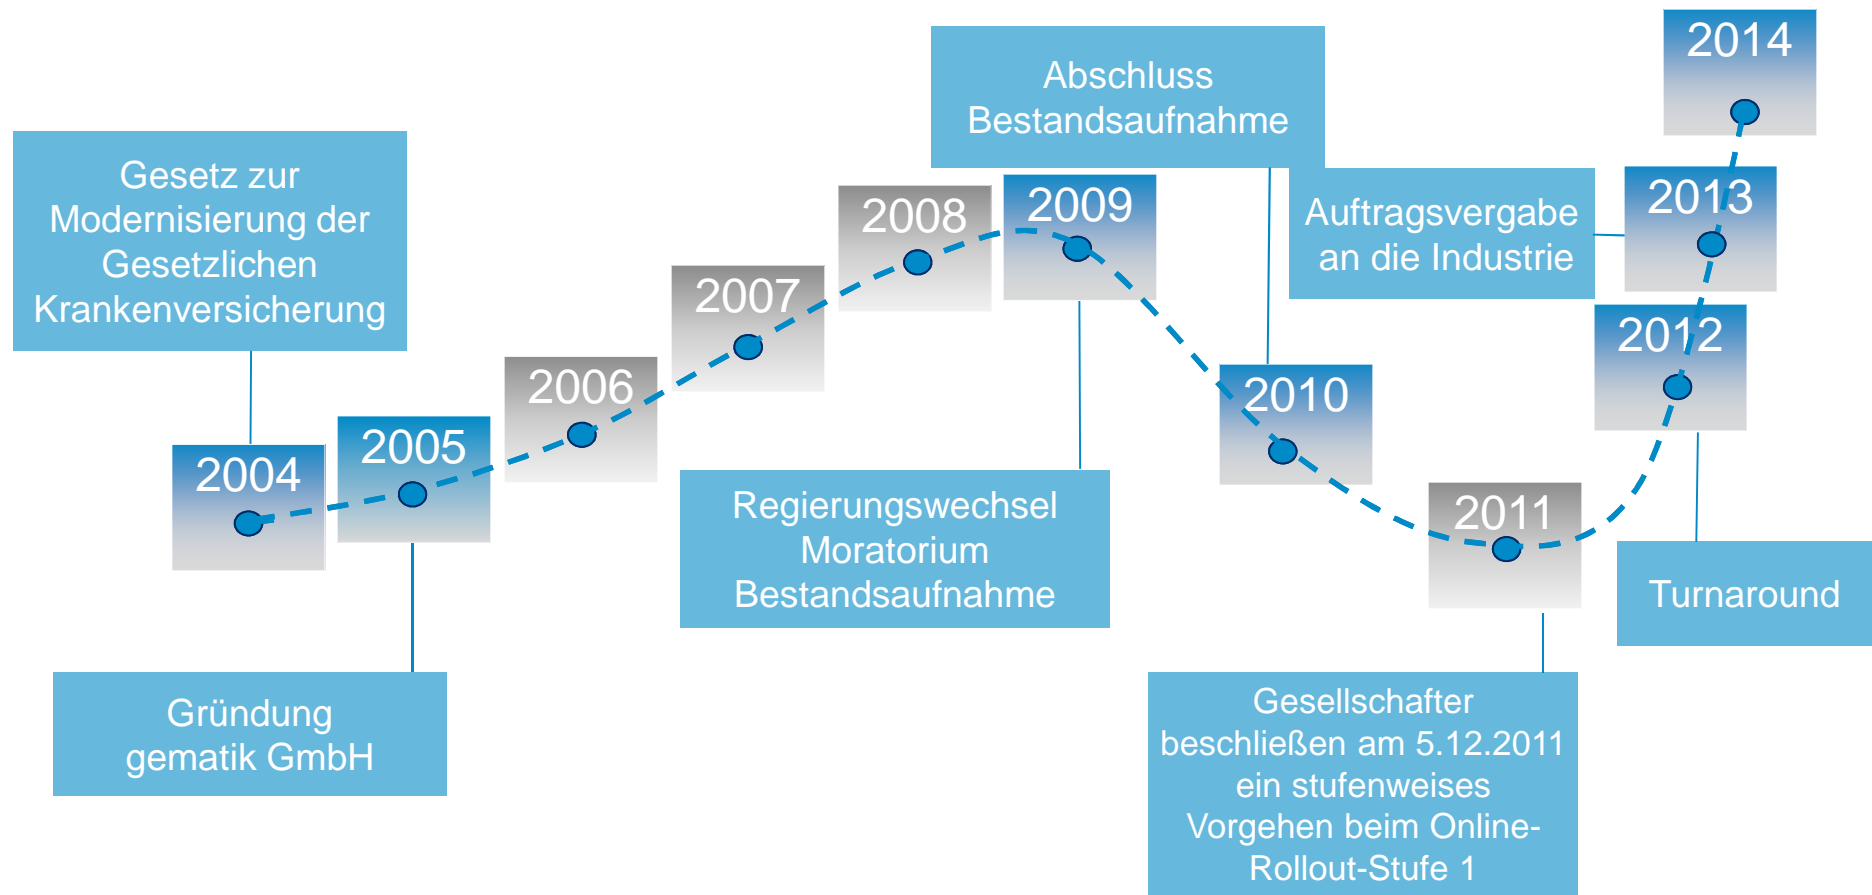 Gesetz zur
Modernisierung der
Gesetzlichen
Krankenversicherung
2004
2005
Gründung
gematik GmbH
2006
2007
2008
2009
Regierungswechsel
Moratorium
Bestandsaufnahme
Abschluss
Bestandsaufnahme
2010
2011
Gesellschafter
beschließen am 5.12.2011
ein stufenweises
Vorgehen beim Online-
Rollout-Stufe 1
2012
Turnaround
Auftragsvergabe
an die Industrie
2013
2014